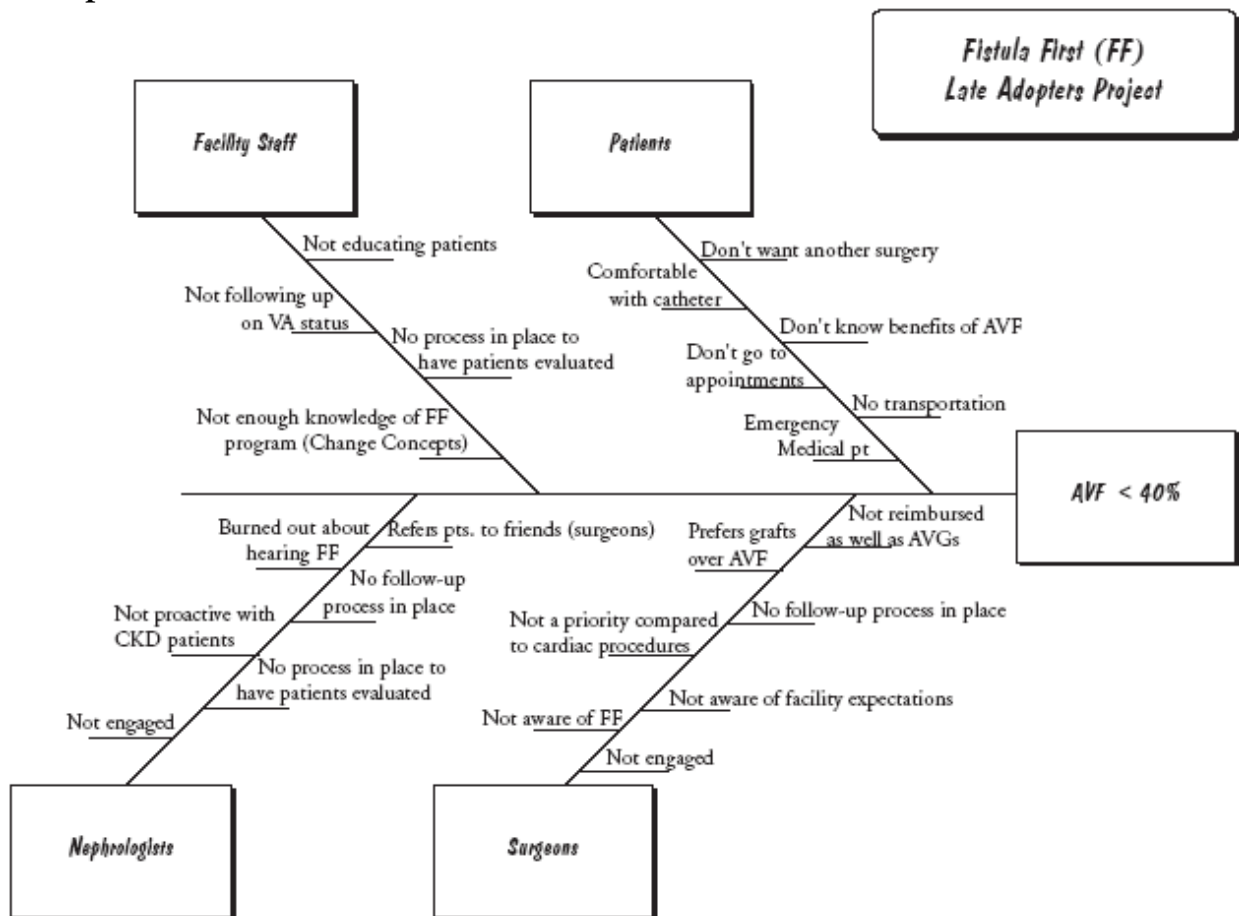 Fistula First (FF)
Late Adopters Project
Facility Staff
Patients
Not educating patients
Not following up
on VA status
No process in place to
have patients evaluated
Not enough knowledge of FF
program (Change Concepts)
Don't want another surgery
Comfortable
with catheter
Don't know benefits of AVF
Don't go to
appointments
No transportation
Emergency
Medical pt
AVF < 40%
Burned out about
hearing FF
Refers pts. to friends (surgeons)
No follow-up
process in place
Not proactive with
CKD patients
No process in place to
have patients evaluated
Not engaged
Prefers grafts
over AVF
Not reimbursed
as well as AVGs
No follow-up process in place
Not a priority compared
to cardiac procedures
Not aware of facility expectations
Not aware of FF
Not engaged
Nephrologists
Surgeons